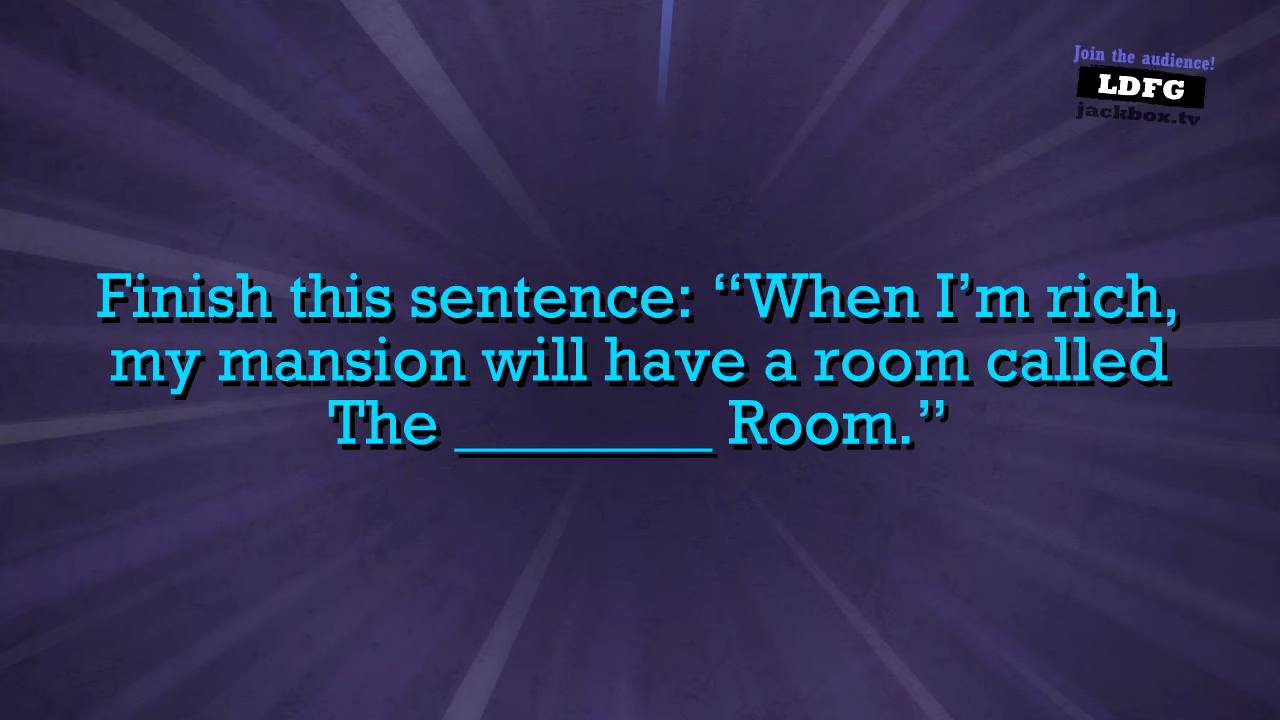 Join the audience!
LDFG
jackbox.tv
Finish this sentence: “When I’m rich,
my mansion will have a room called
The ________ Room.”